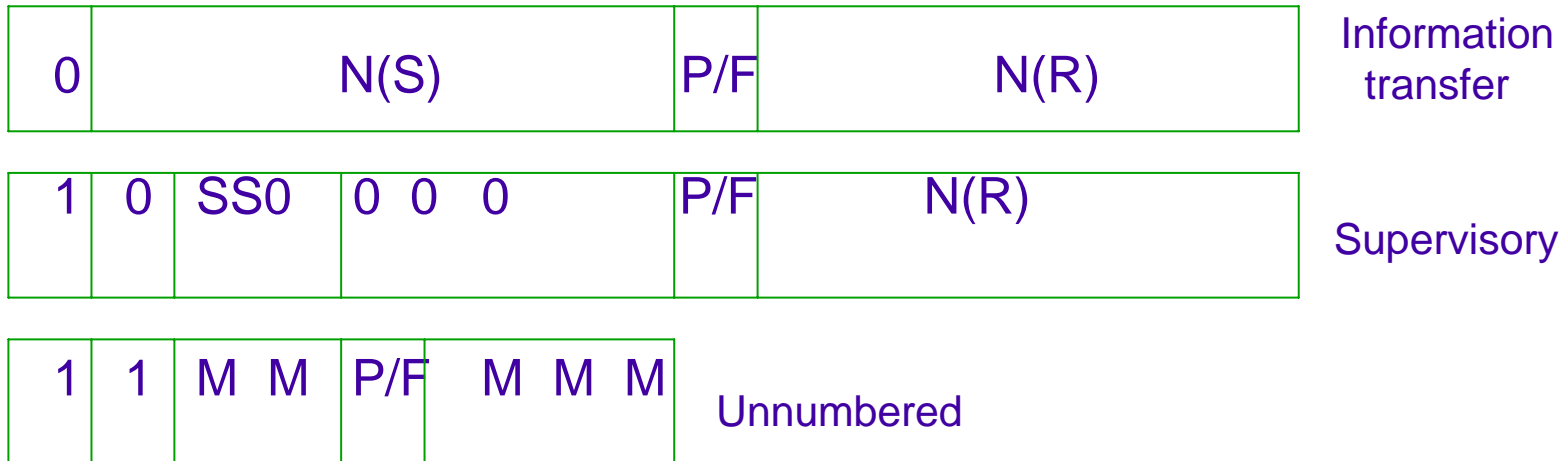 0 N(S) P/F N(R) Information
transfer
1 0 SS0 0 0 0 P/F N(R)
Supervisory
1 1 M M P/F M M M
Unnumbered